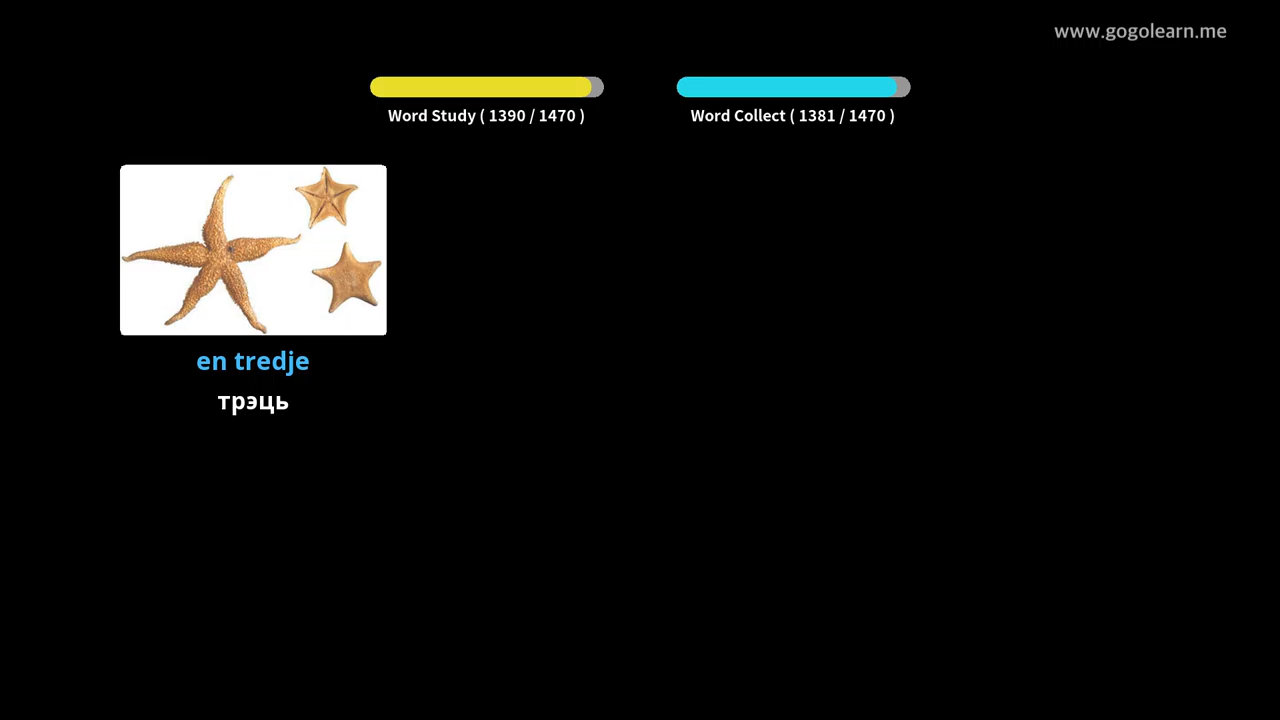 www.gogolearn.me
Word Study ( 1390 / 1470 )
Word Collect ( 1381 / 1470 )
en tredje
трэць